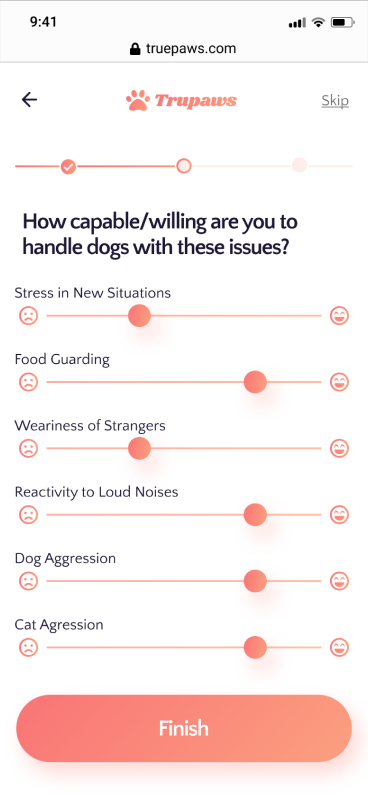 9:41
truepaws.com
Trupaws
Skip
How capable/willing are you to
handle dogs with these issues?
Stress in New Situations
Food Guarding
Weariness of Strangers
Reactivity to Loud Noises
Dog Aggression
Cat Agression
Finish